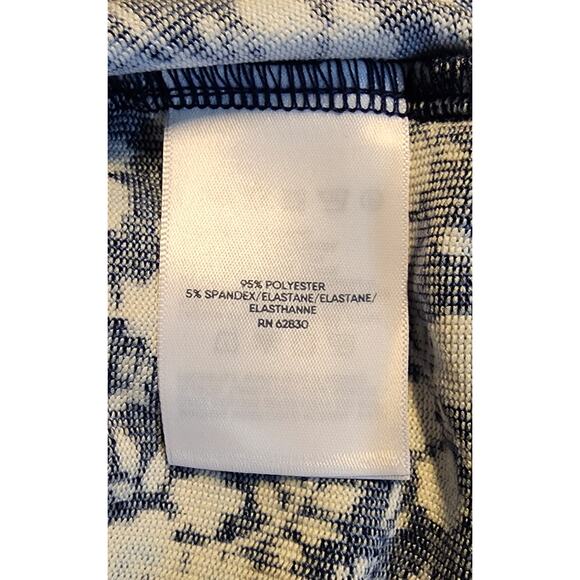 95% POLYESTER
5% SPANDEX/ELASTANE/ELASTANE/
ELASTHANNE
RN 62830